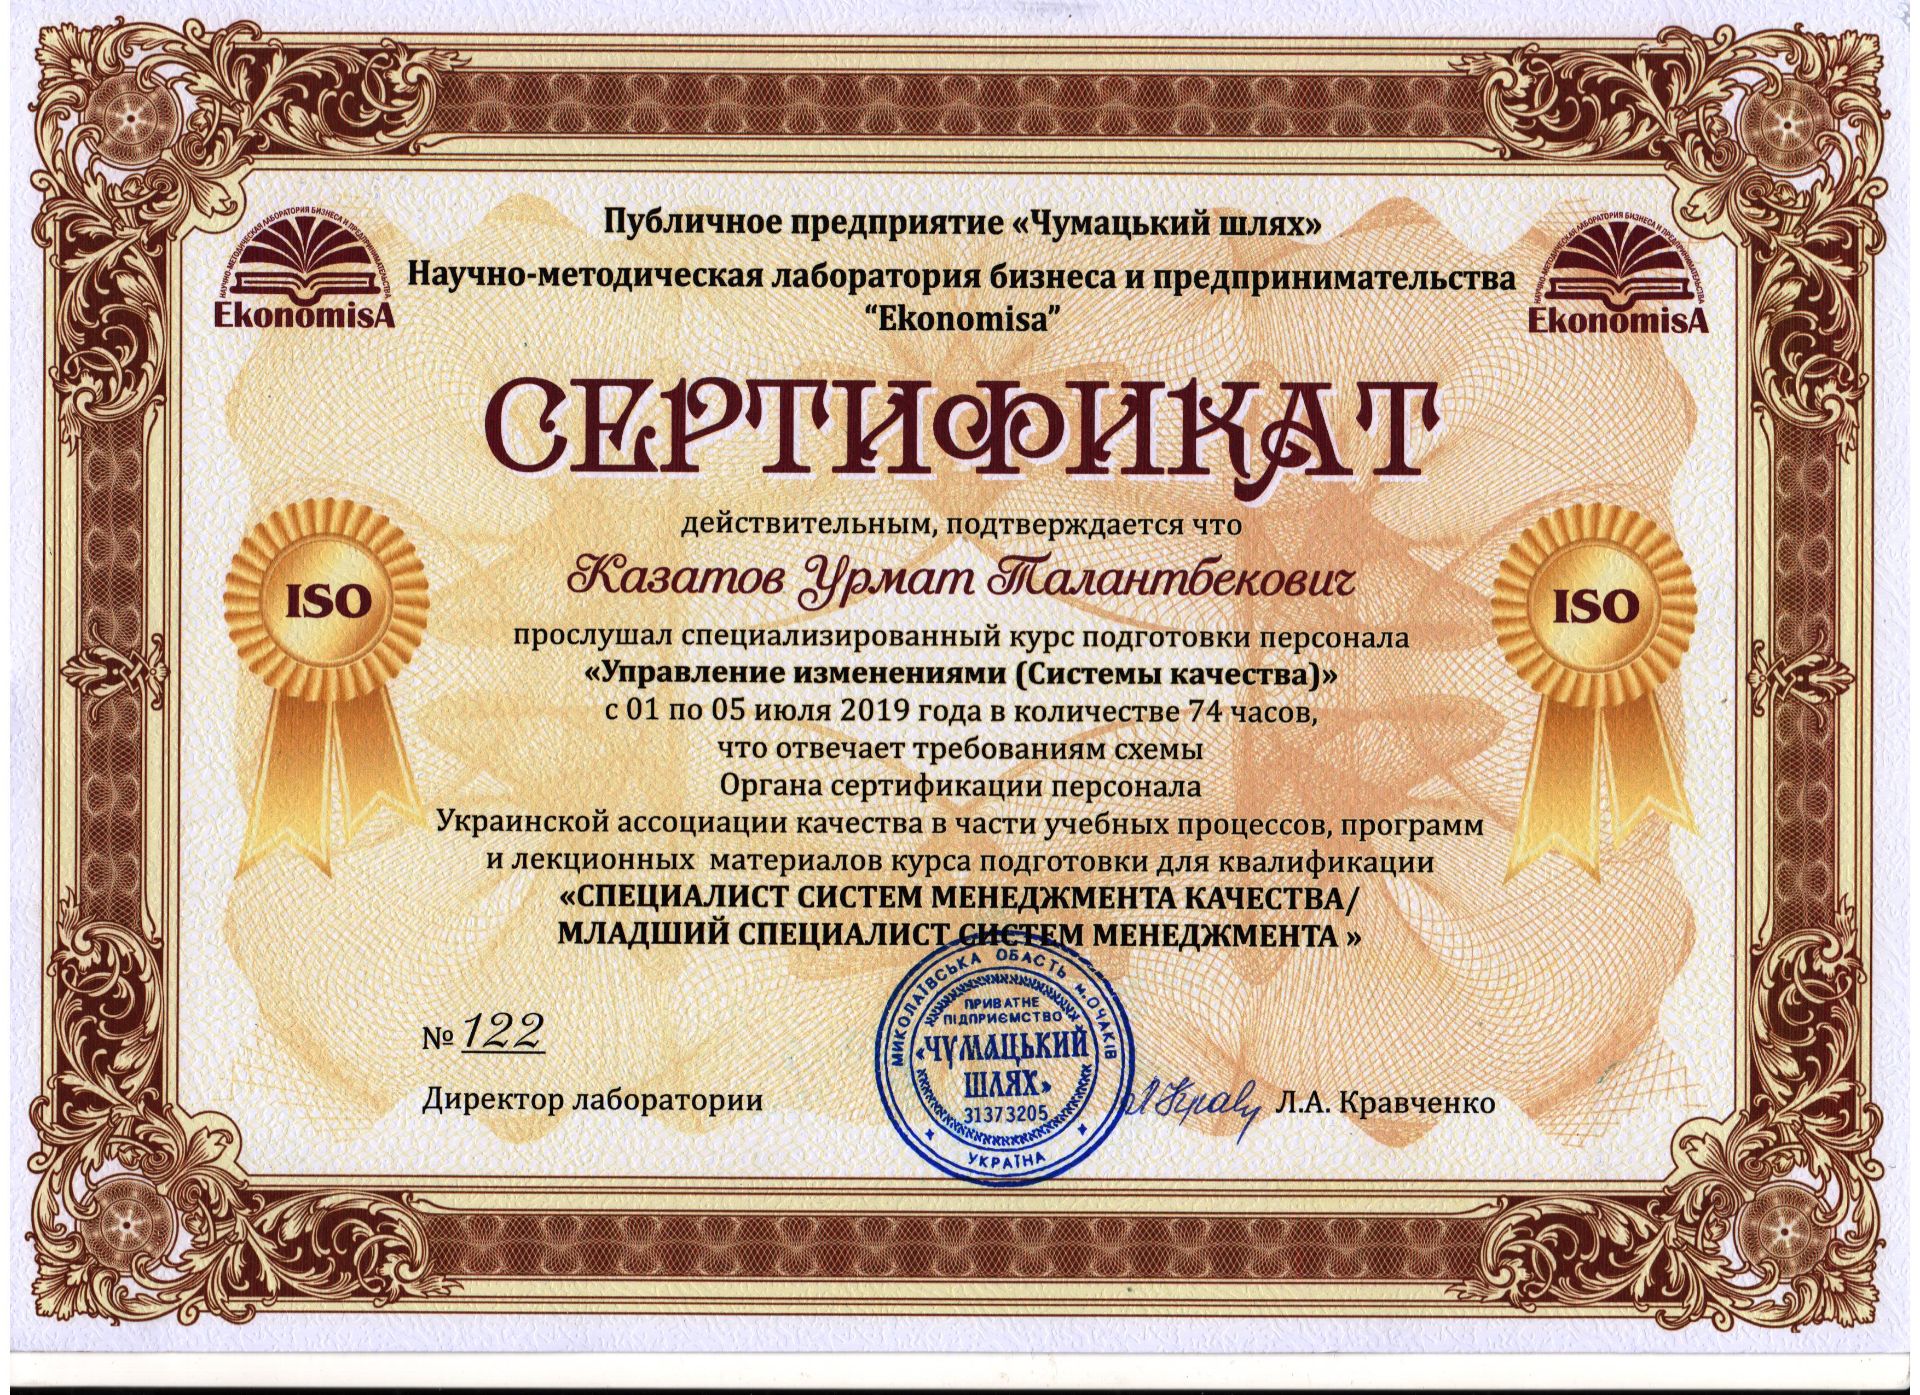 Публичное предприятие «Чумацький шлях»
Научно-методическая лаборатория бизнеса и предпринимательства
“Ekonomisa”
НАУЧНО-МЕТОДИЧЕСКАЯ ЛАБОРАТОРИЯ БИЗНЕСА И ПРЕДПРИНИМАТЕЛЬСТВА
EkonomisA
НАУЧНО-МЕТОДИЧЕСКАЯ ЛАБОРАТОРИЯ БИЗНЕСА И ПРЕДПРИНИМАТЕЛЬСТВА
EkonomisA
СЕРТИФИКАТ
действительным, подтверждается что
Казатов Урмат Талантбекович
ISO
ISO
прослушал специализированный курс подготовки персонала
«Управление изменениями (Системы качества)»
с 01 по 05 июля 2019 года в количестве 74 часов,
что отвечает требованиям схемы
Органа сертификации персонала
Украинской ассоциации качества в части учебных процессов, программ
и лекционных материалов курса подготовки для квалификации
«СПЕЦИАЛИСТ СИСТЕМ МЕНЕДЖМЕНТА КАЧЕСТВА/
МЛАДШИЙ СПЕЦИАЛИСТ СИСТЕМ МЕНЕДЖМЕНТА »
МИКОЛАЇВСЬКА ОБАСТЬ М.ОЧАКІВ
ПРИВАТНЕ
ПІДПРИЄМСТВО
«ЧУМАЦЬКИЙ
ШЛЯХ»
31373205
УКРАЇНА
№ 122
Директор лаборатории
Л.А. Кравченко